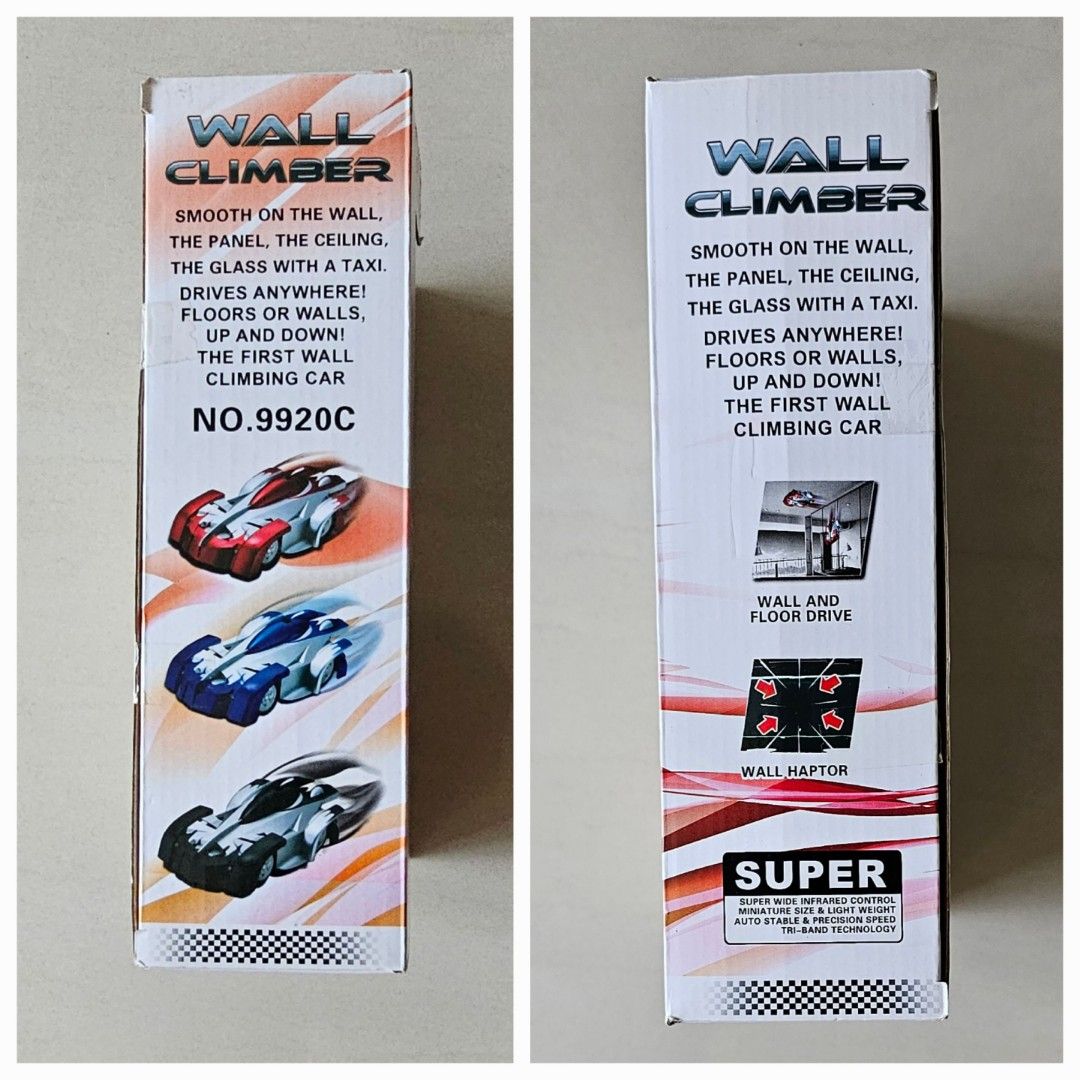 WALL
CLIMBER
SMOOTH ON THE WALL,
THE PANEL, THE CEILING,
THE GLASS WITH A TAXI.
DRIVES ANYWHERE!
FLOORS OR WALLS,
UP AND DOWN!
THE FIRST WALL
CLIMBING CAR
NO.9920C
WALL
CLIMBER
SMOOTH ON THE WALL,
THE PANEL, THE CEILING,
THE GLASS WITH A TAXI.
DRIVES ANYWHERE!
FLOORS OR WALLS,
UP AND DOWN!
THE FIRST WALL
CLIMBING CAR
WALL AND
FLOOR DRIVE
WALL HAPTOR
SUPER
SUPER WIDE INFRARED CONTROL
MINIATURE SIZE & LIGHT WEIGHT
AUTO STABLE & PRECISION SPEED
TRI-BAND TECHNOLOGY